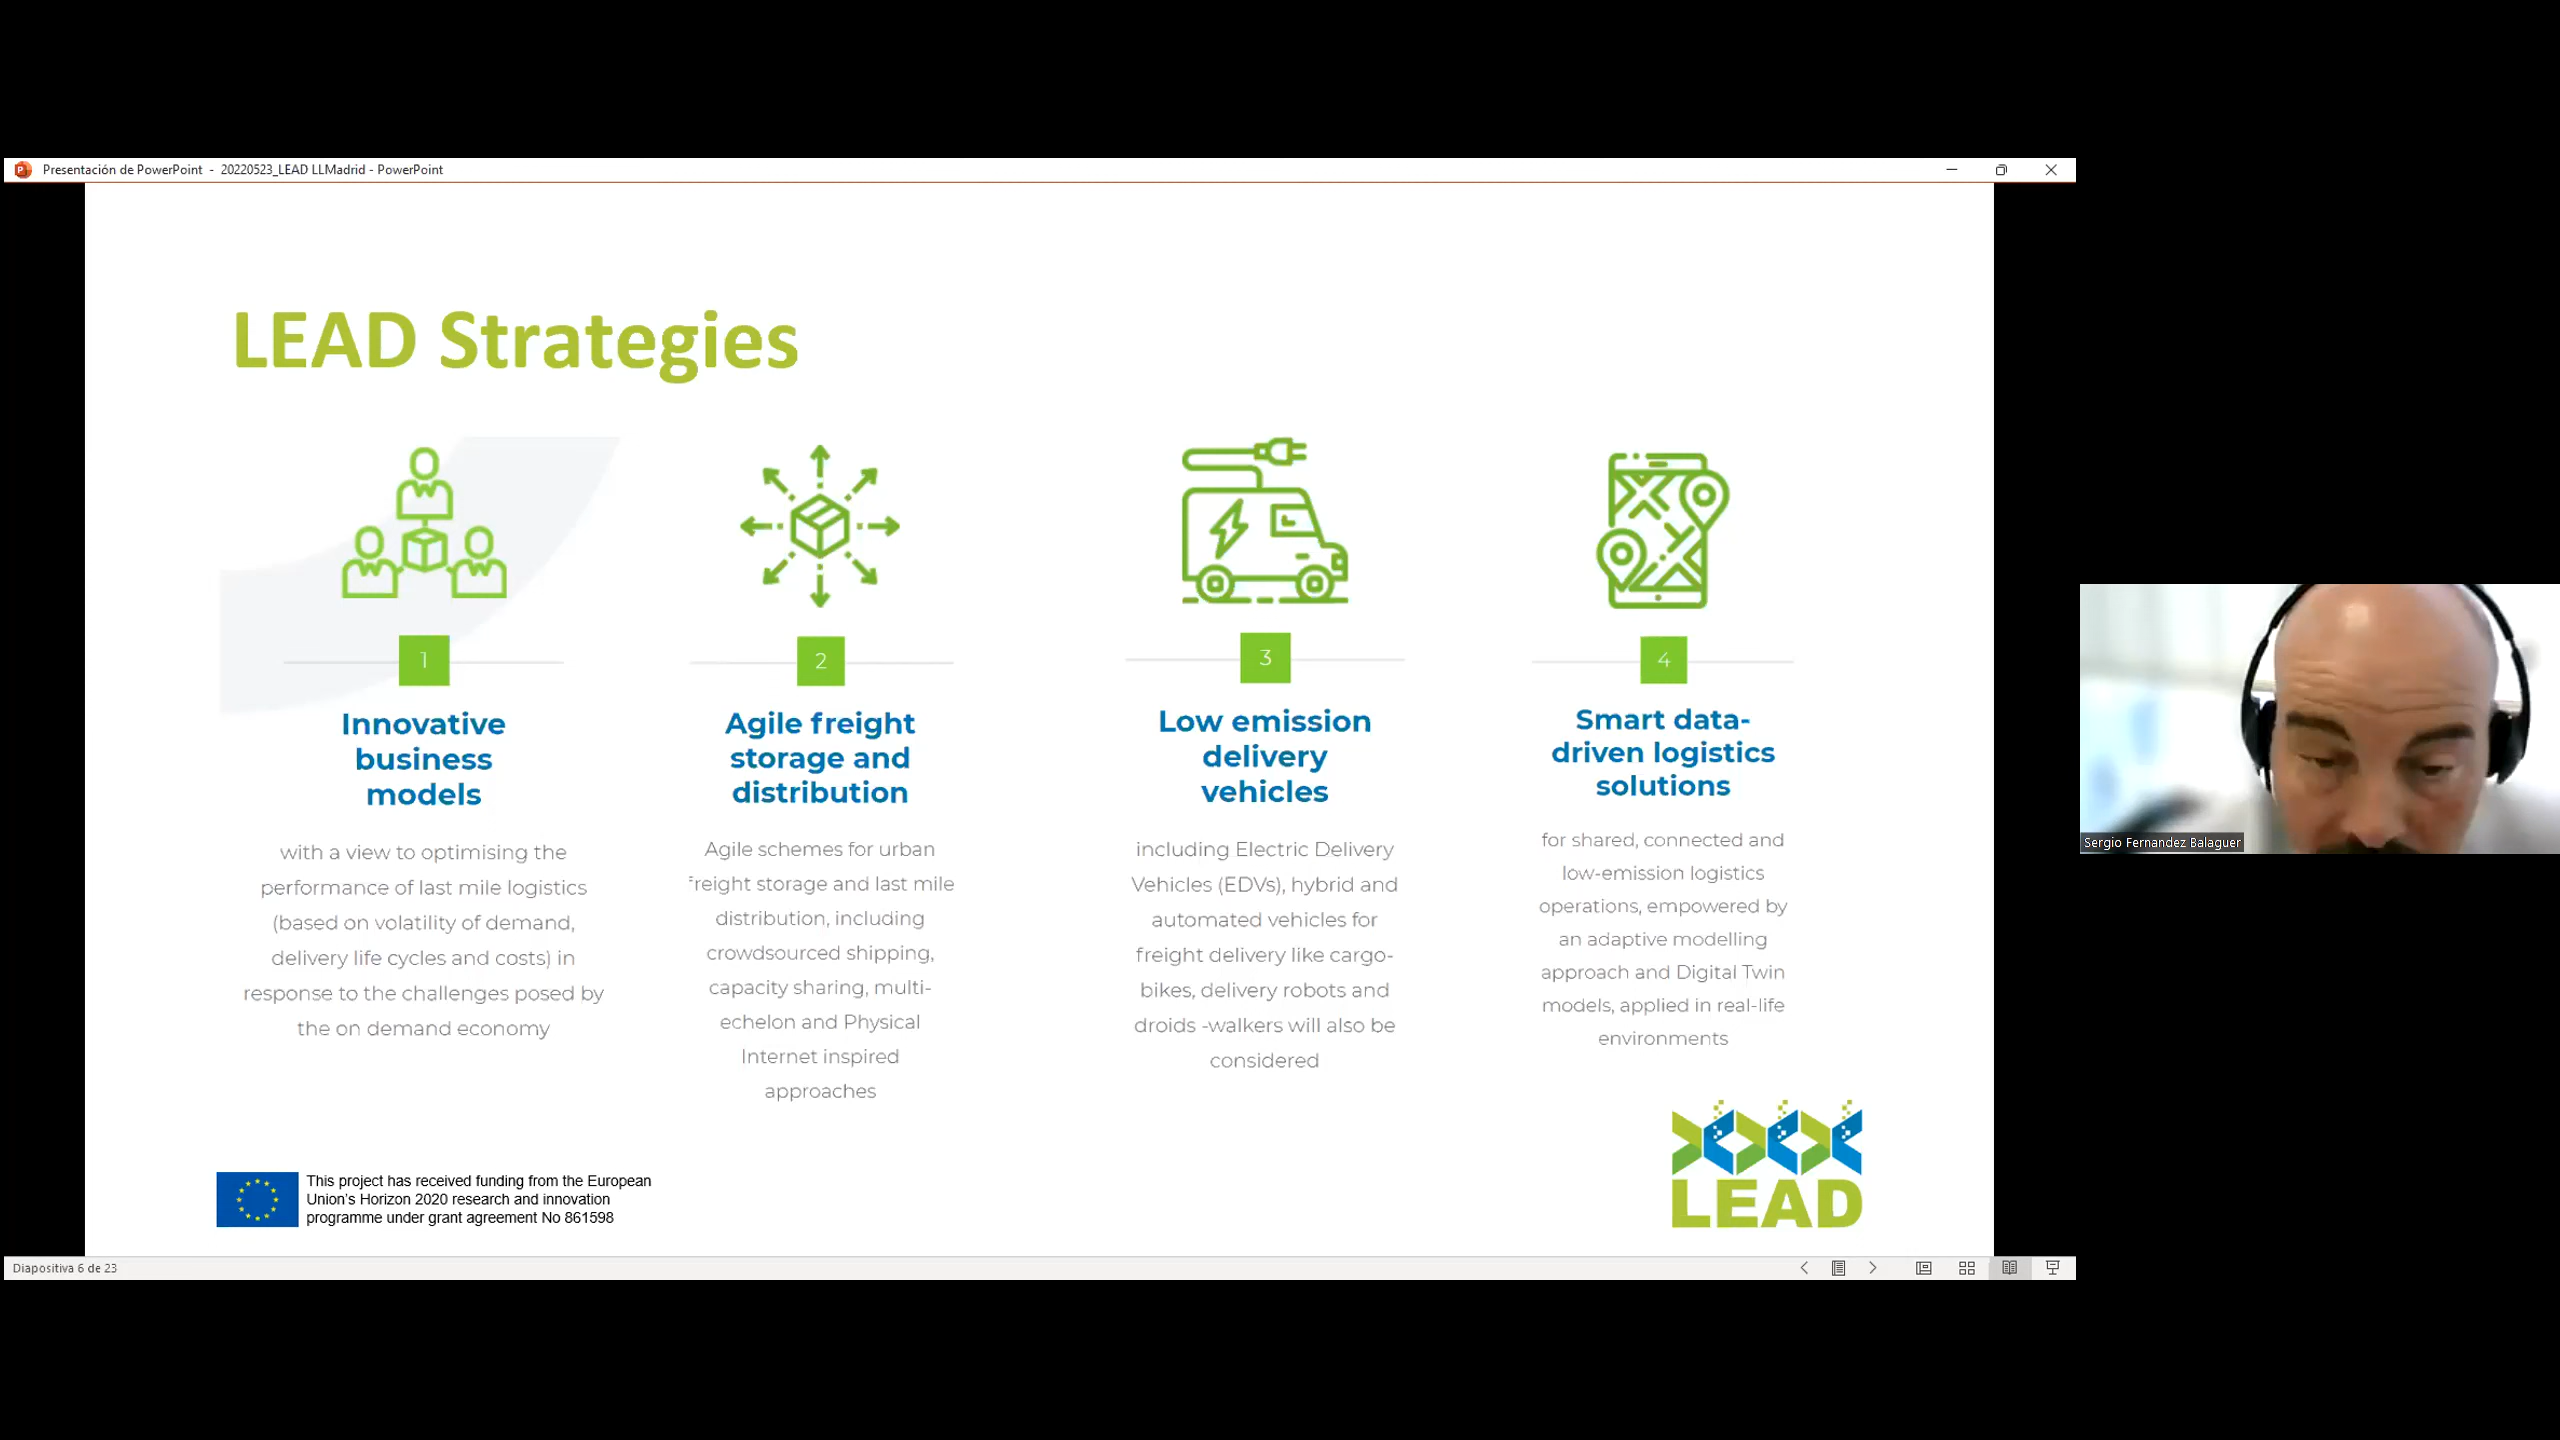 Presentación de PowerPoint - 20220523_LEAD LLMadrid - PowerPoint
LEAD Strategies
1
Innovative
business
models
with a view to optimising the
performance of last mile logistics
(based on volatility of demand,
delivery life cycles and costs) in
response to the challenges posed by
the on demand economy
2
Agile freight
storage and
distribution
Agile schemes for urban
freight storage and last mile
distribution, including
crowdsourced shipping,
capacity sharing, multi-
echelon and Physical
Internet inspired
approaches
3
Low emission
delivery
vehicles
including Electric Delivery
Vehicles (EDVs), hybrid and
automated vehicles for
freight delivery like cargo-
bikes, delivery robots and
droids -walkers will also be
considered
4
Smart data-
driven logistics
solutions
for shared, connected and
low-emission logistics
operations, empowered by
an adaptive modelling
approach and Digital Twin
models, applied in real-life
environments
This project has received funding from the European
Union's Horizon 2020 research and innovation
programme under grant agreement No 861598
LEAD
Diapositiva 6 de 23
Sergio Fernandez Balaguer